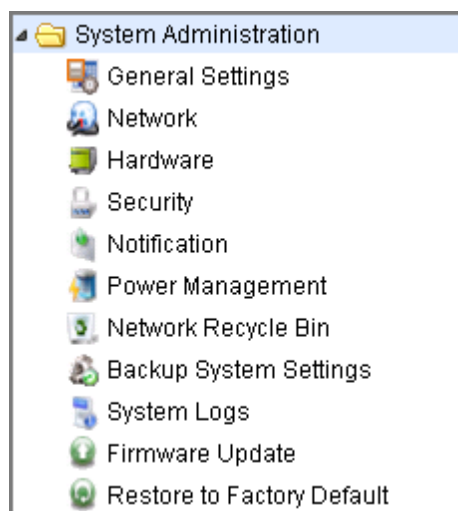 System Administration
General Settings
Network
Hardware
Security
Notification
Power Management
Network Recycle Bin
Backup System Settings
System Logs
Firmware Update
Restore to Factory Default